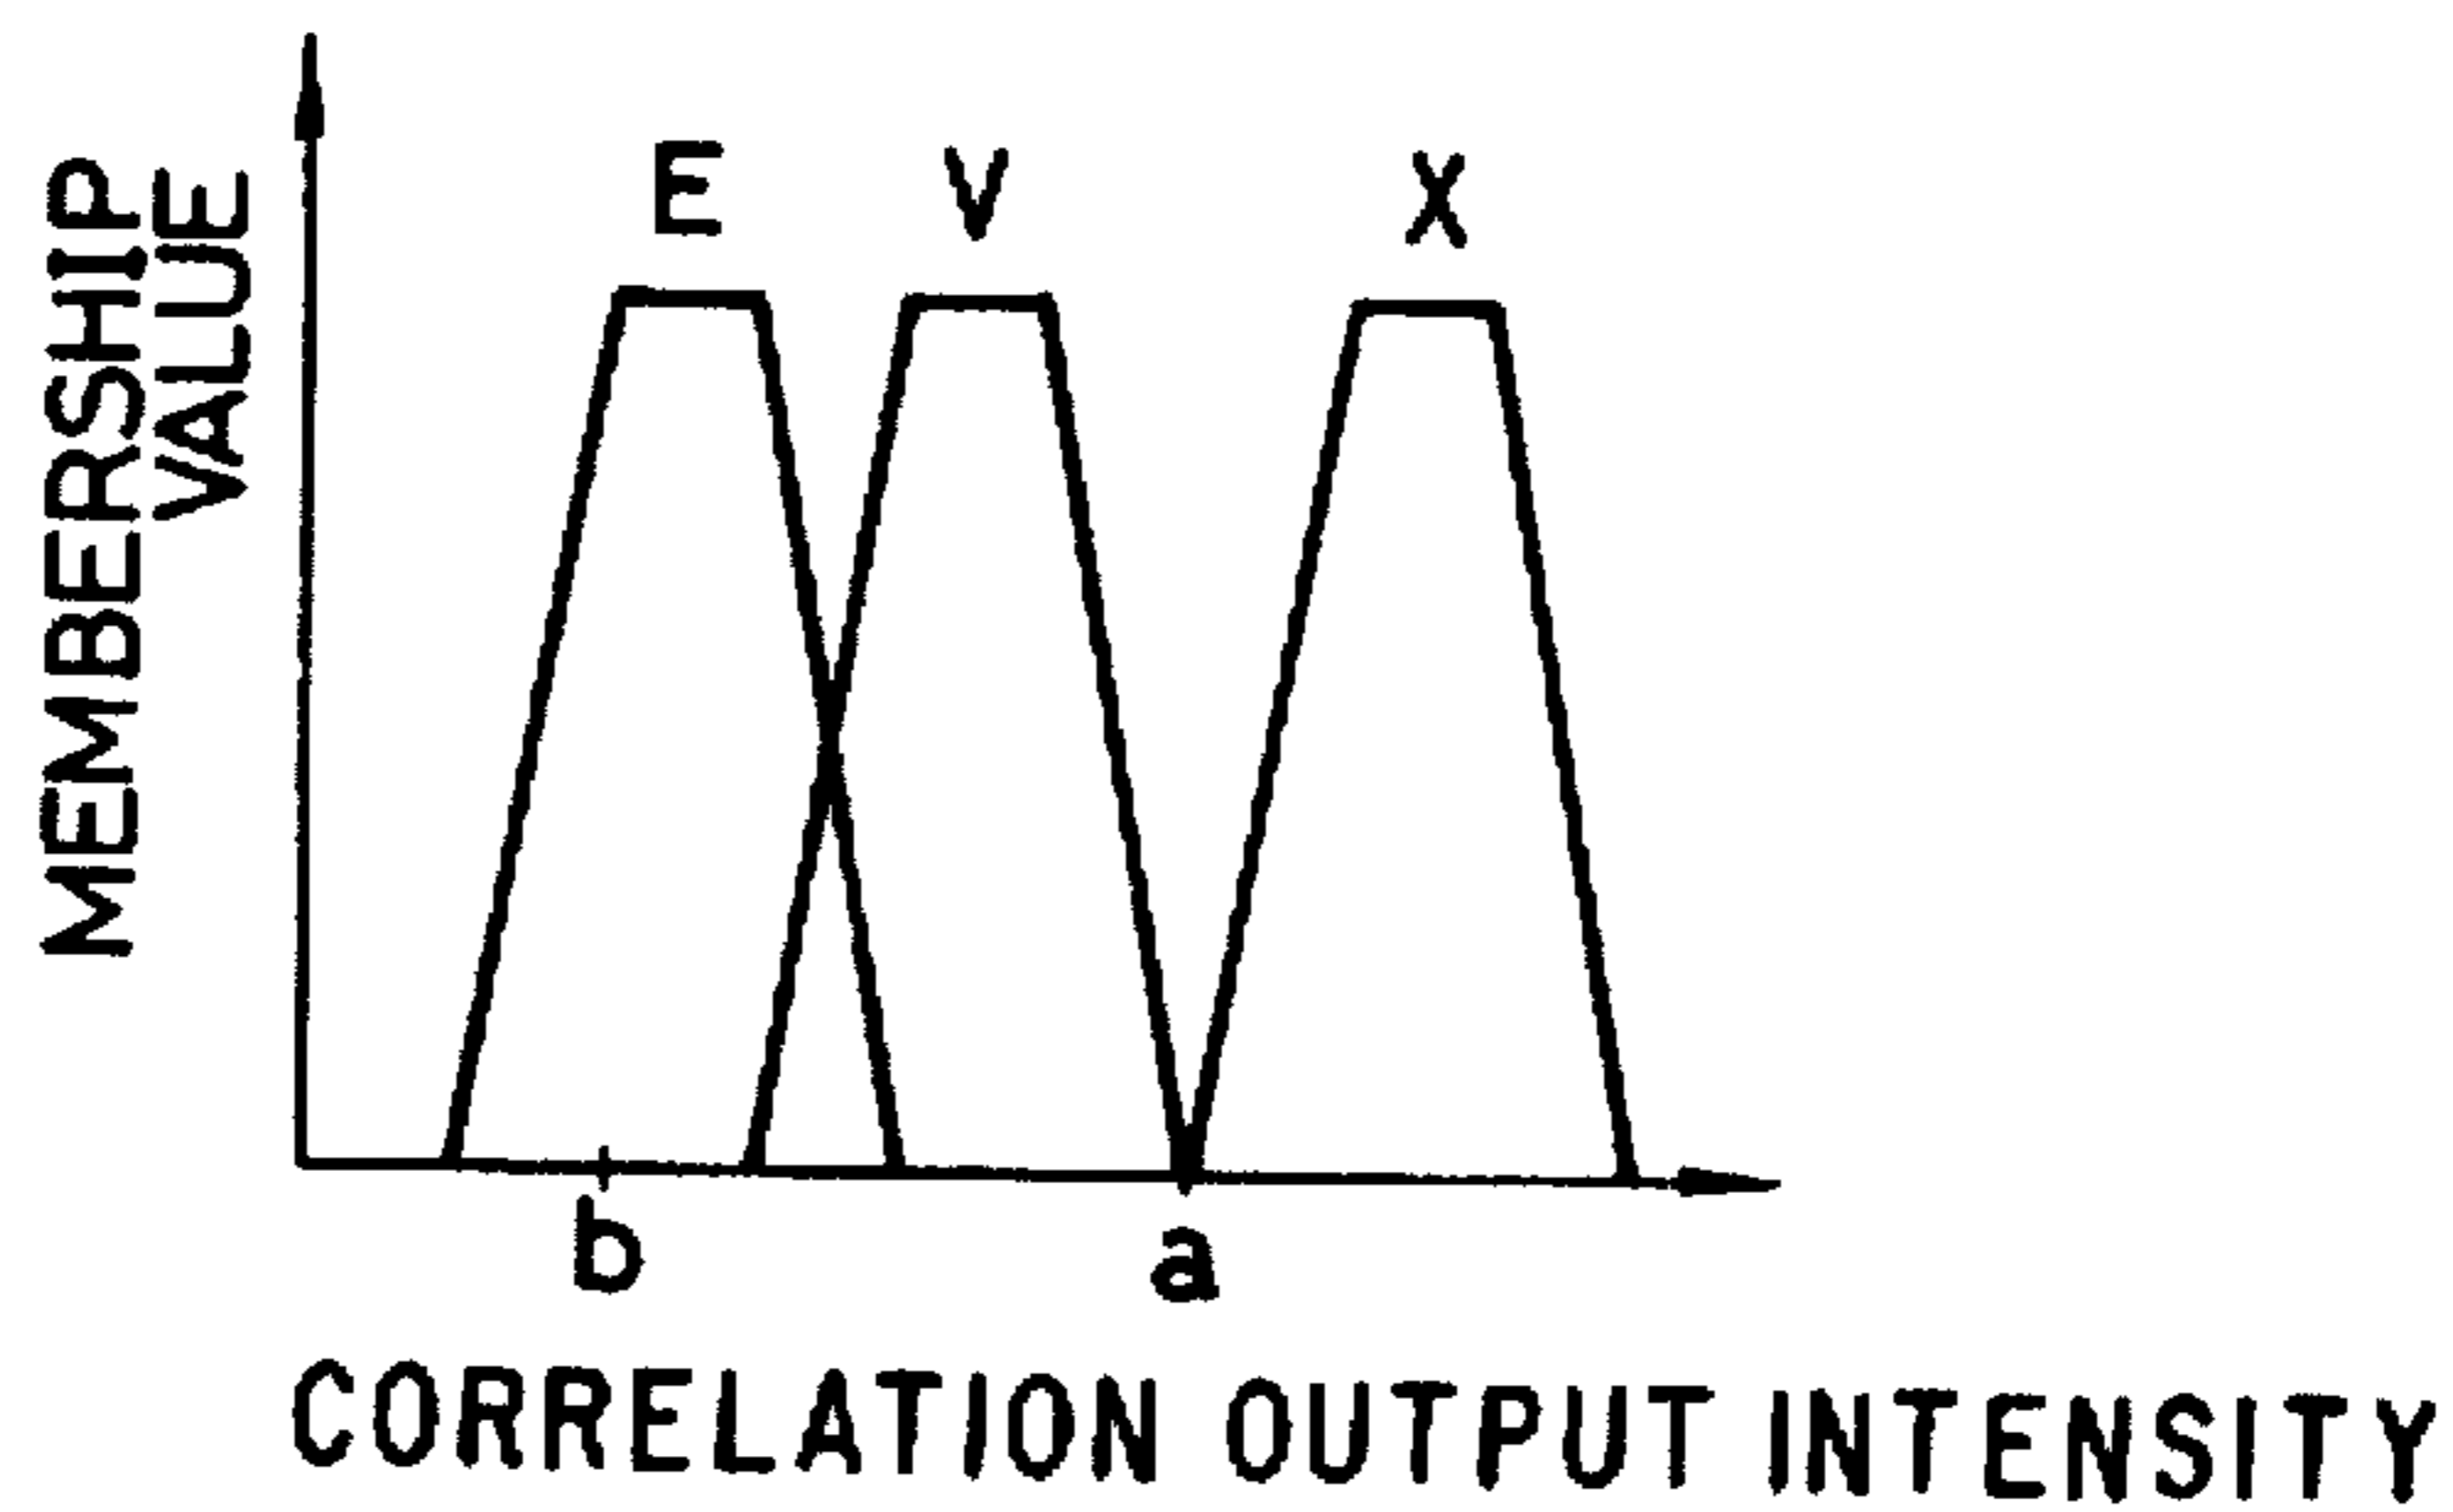 MEMBERSHIP
VALUE
E V X
b a
CORRELATION OUTPUT INTENSITY